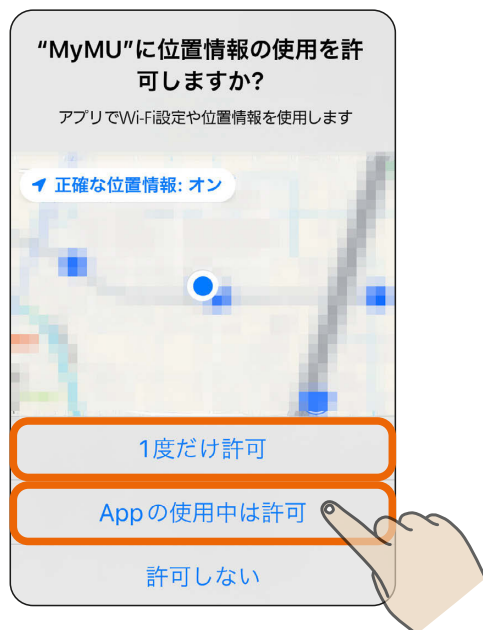 “MyMU”に位置情報の使用を許
可しますか?
アプリでWi-Fi設定や位置情報を使用します
正確な位置情報: オン
1度だけ許可
Appの使用中は許可
許可しない